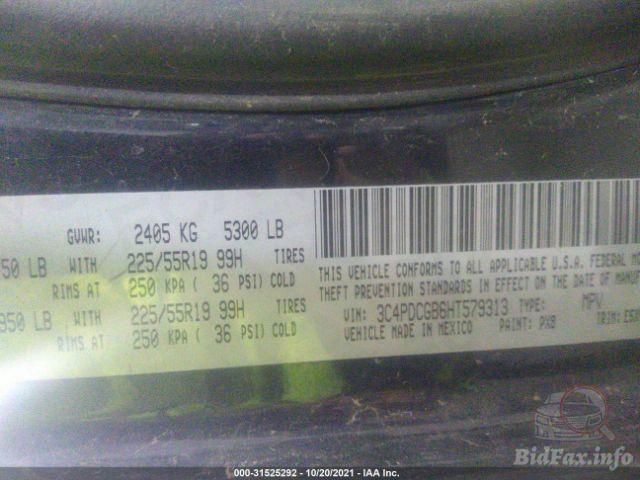 GVWR: 2405 KG 5300 LB
50 LB WITH 225/55R19 99H TIRES
RIMS AT 250 KPA ( 36 PSI) COLD
950 LB WITH 225/55R19 99H TIRES
RIMS AT 250 KPA ( 36 PSI) COLD
THIS VEHICLE CONFORMS TO ALL APPLICABLE U.S.A. FEDERAL
THEFT PREVENTION STANDARDS IN EFFECT ON THE DATE OF MANUF
VIN: 3C4PDCGB6HT579313 TYPE: MPV
VEHICLE MADE IN MEXICO PAINT: PX8 TRIM:
BidFax.info
000-31525292 - 10/20/2021 - IAA Inc.